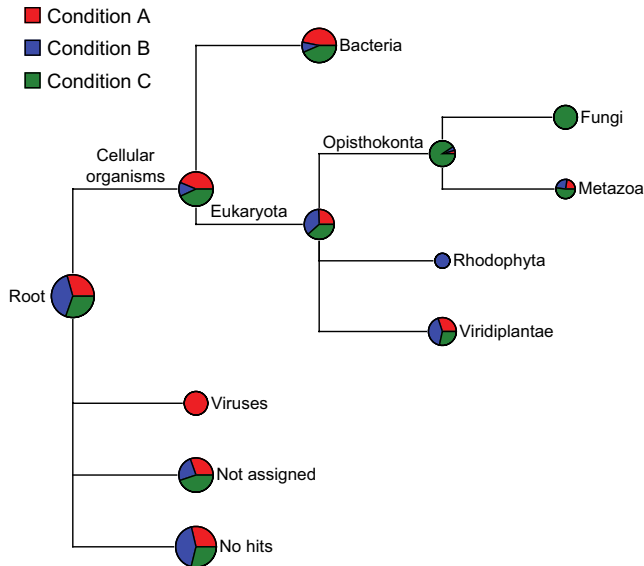 Condition A
Condition B
Condition C
Bacteria
Fungi
Opisthokonta
Cellular
organisms
Metazoa
Eukaryota
Rhodophyta
Root
Viridiplantae
Viruses
Not assigned
No hits